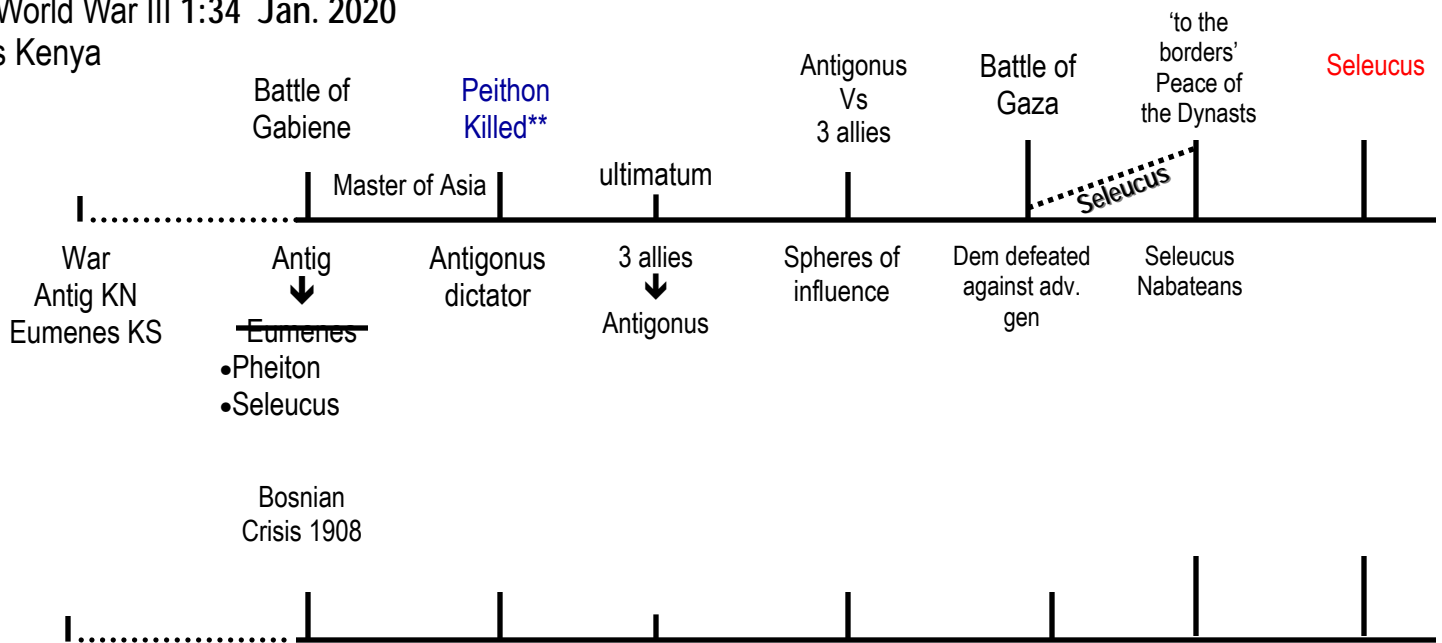 World War III 1:34 Jan. 2020
s Kenya
Battle of
Gabiene
Peithon
Killed**
Antigonus
Vs
3 allies
Battle of
Gaza
'to the
borders'
Peace of
the Dynasts
Seleucus
Master of Asia
ultimatum
Seleucus
War
Antig KN
Eumenes KS
Antig
Eumenes
•Pheiton
•Seleucus
Antigonus
dictator
3 allies
Antigonus
Spheres of
influence
Dem defeated
against adv.
gen
Seleucus
Nabateans
Bosnian
Crisis 1908